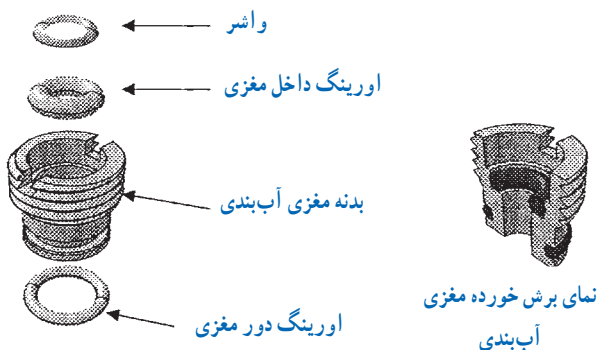 واشر
اورینگ داخل مغزی
بدنه مغزی آب‌بندی
اورینگ دور مغزی
نمای برش خورده مغزی
آب‌بندی